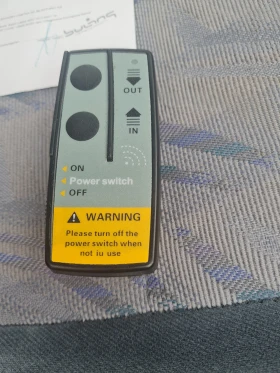 OUT
IN
ON
Power switch
OFF
WARNING
Please turn off the
power switch when
not iu use